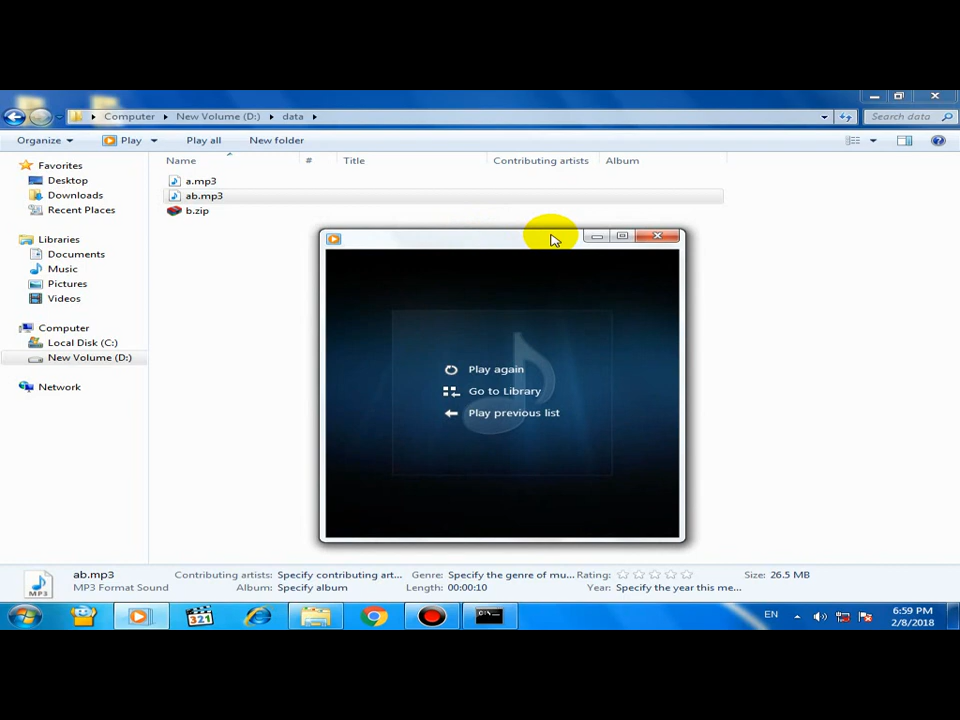 Computer New Volume (D:) data Search data
Organize Play Play all New folder
Name # Title Contributing artists Album
Favorites
Desktop
Downloads
Recent Places
Libraries
Documents
Music
Pictures
Videos
Computer
Local Disk (C:)
New Volume (D:)
Network
a.mp3
ab.mp3
b.zip
Play again
Go to Library
Play previous list
MP3
ab.mp3 Contributing artists: Specify contributing art... Genre: Specify the genre of mu... Rating: Size: 26.5 MB
MP3 Format Sound Album: Specify album Length: 00:00:10 Year: Specify the year this me...
321
C:\
EN
6:59 PM
2/8/2018